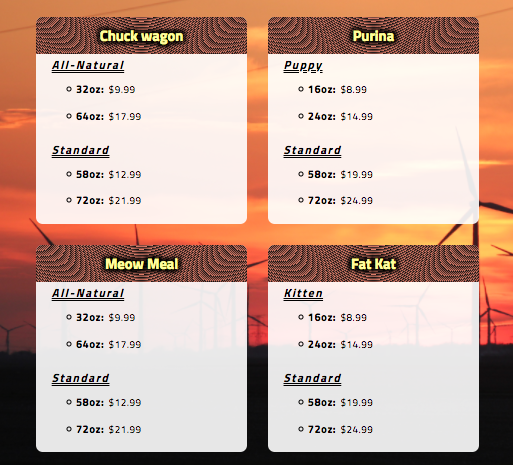 Chuck wagon
All-Natural
32oz: $9.99
64oz: $17.99
Standard
58oz: $12.99
72oz: $21.99
Purina
Puppy
16oz: $8.99
24oz: $14.99
Standard
58oz: $19.99
72oz: $24.99
Meow Meal
All-Natural
32oz: $9.99
64oz: $17.99
Standard
58oz: $12.99
72oz: $21.99
Fat Kat
Kitten
16oz: $8.99
24oz: $14.99
Standard
58oz: $19.99
72oz: $24.99